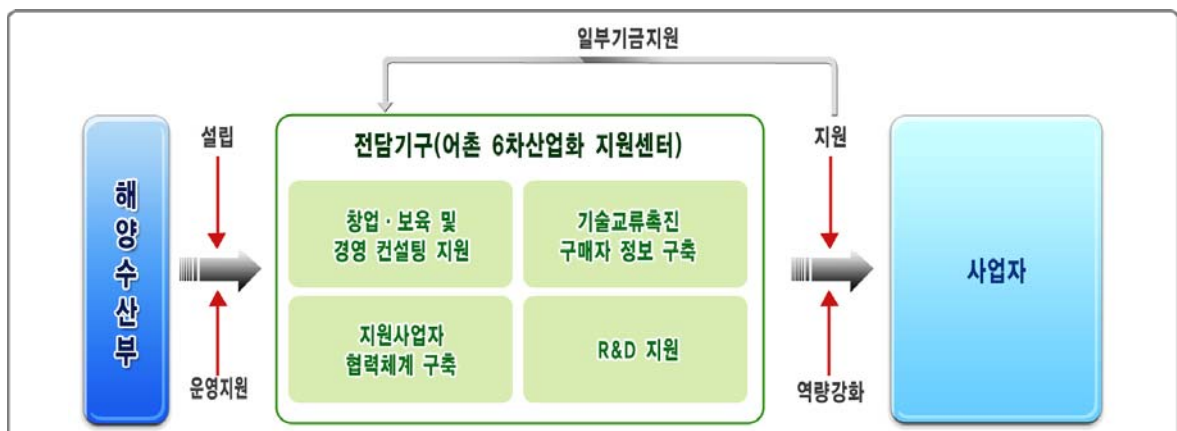 일부기금지원
해양수산부
설립
운영지원
전담기구(어촌 6차산업화 지원센터)
창업·보육 및
경영 컨설팅 지원
기술교류촉진
구매자 정보 구축
지원사업자
협력체계 구축
R&D 지원
지원
역량강화
사업자